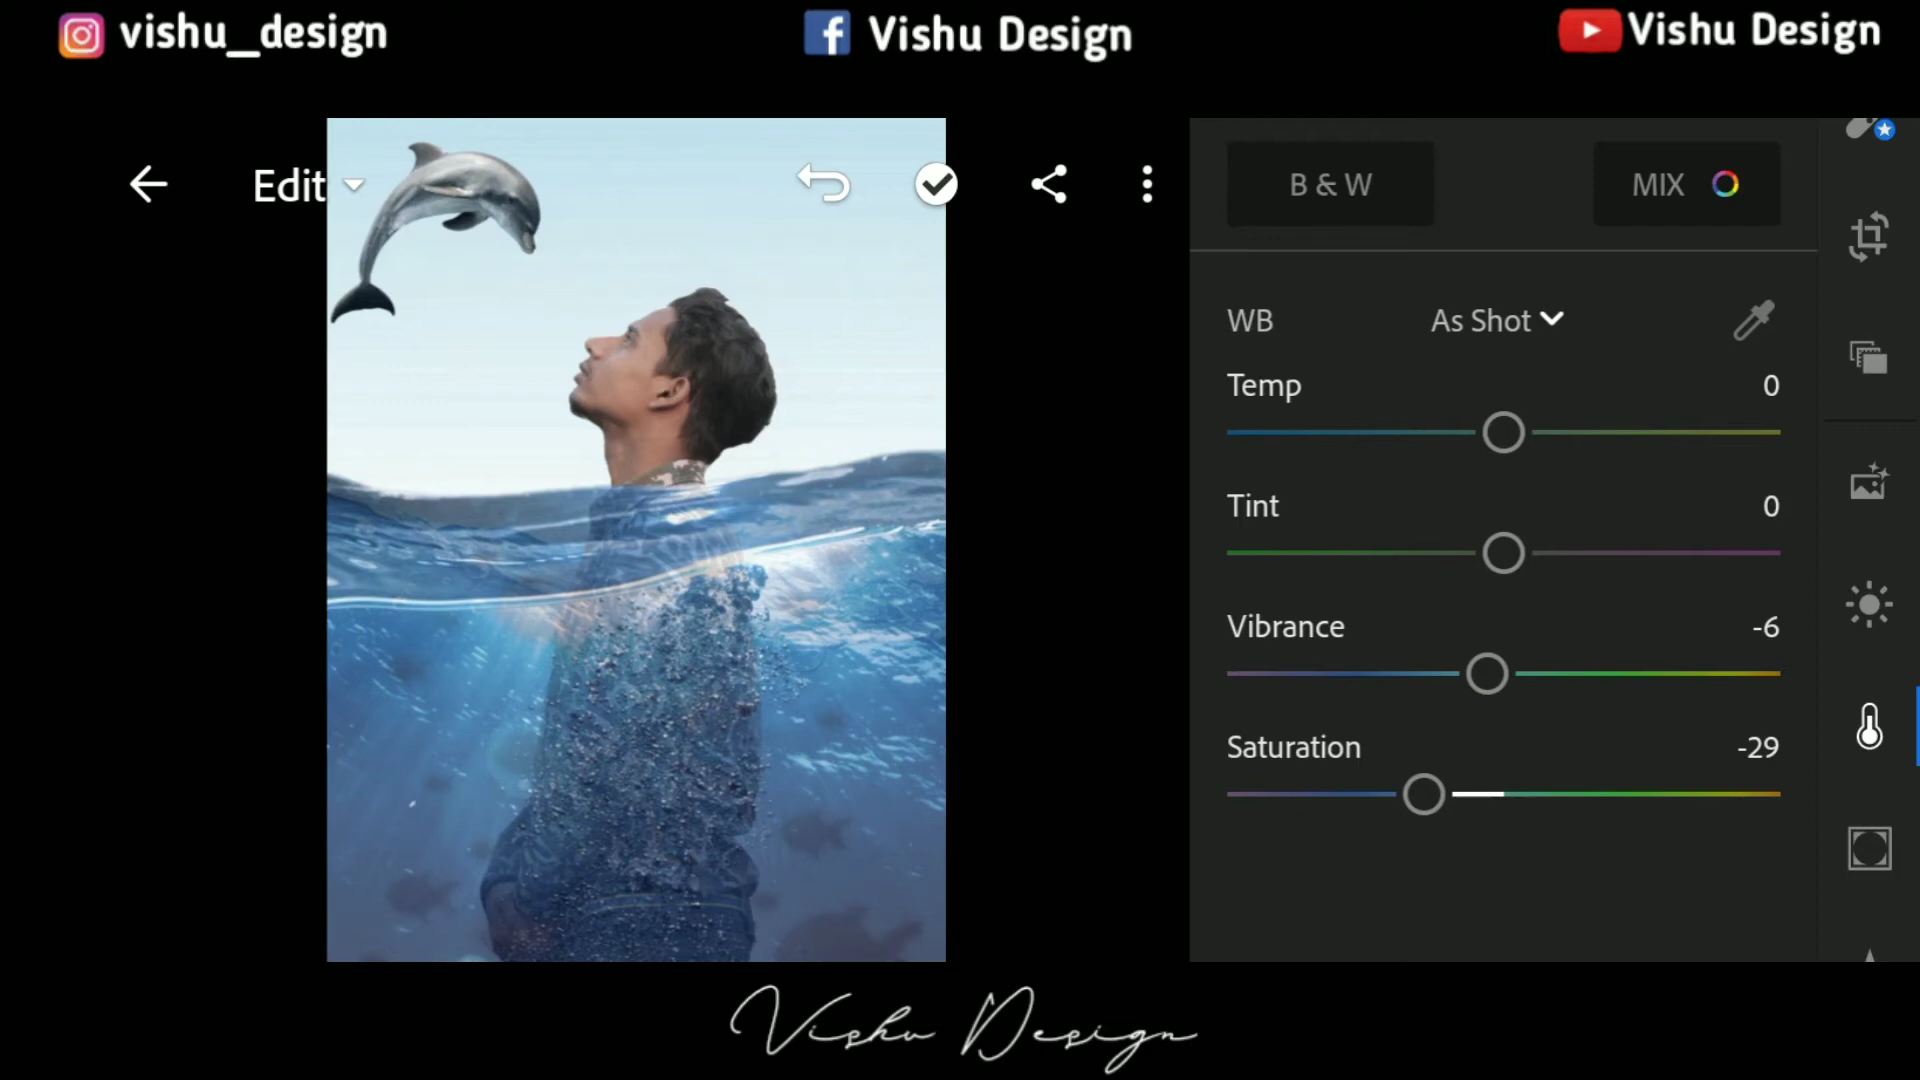 vishu__design
Vishu Design
Vishu Design
Edit
B & W
MIX
WB
As Shot
Temp
0
Tint
0
Vibrance
-6
Saturation
-29
Vishu Design